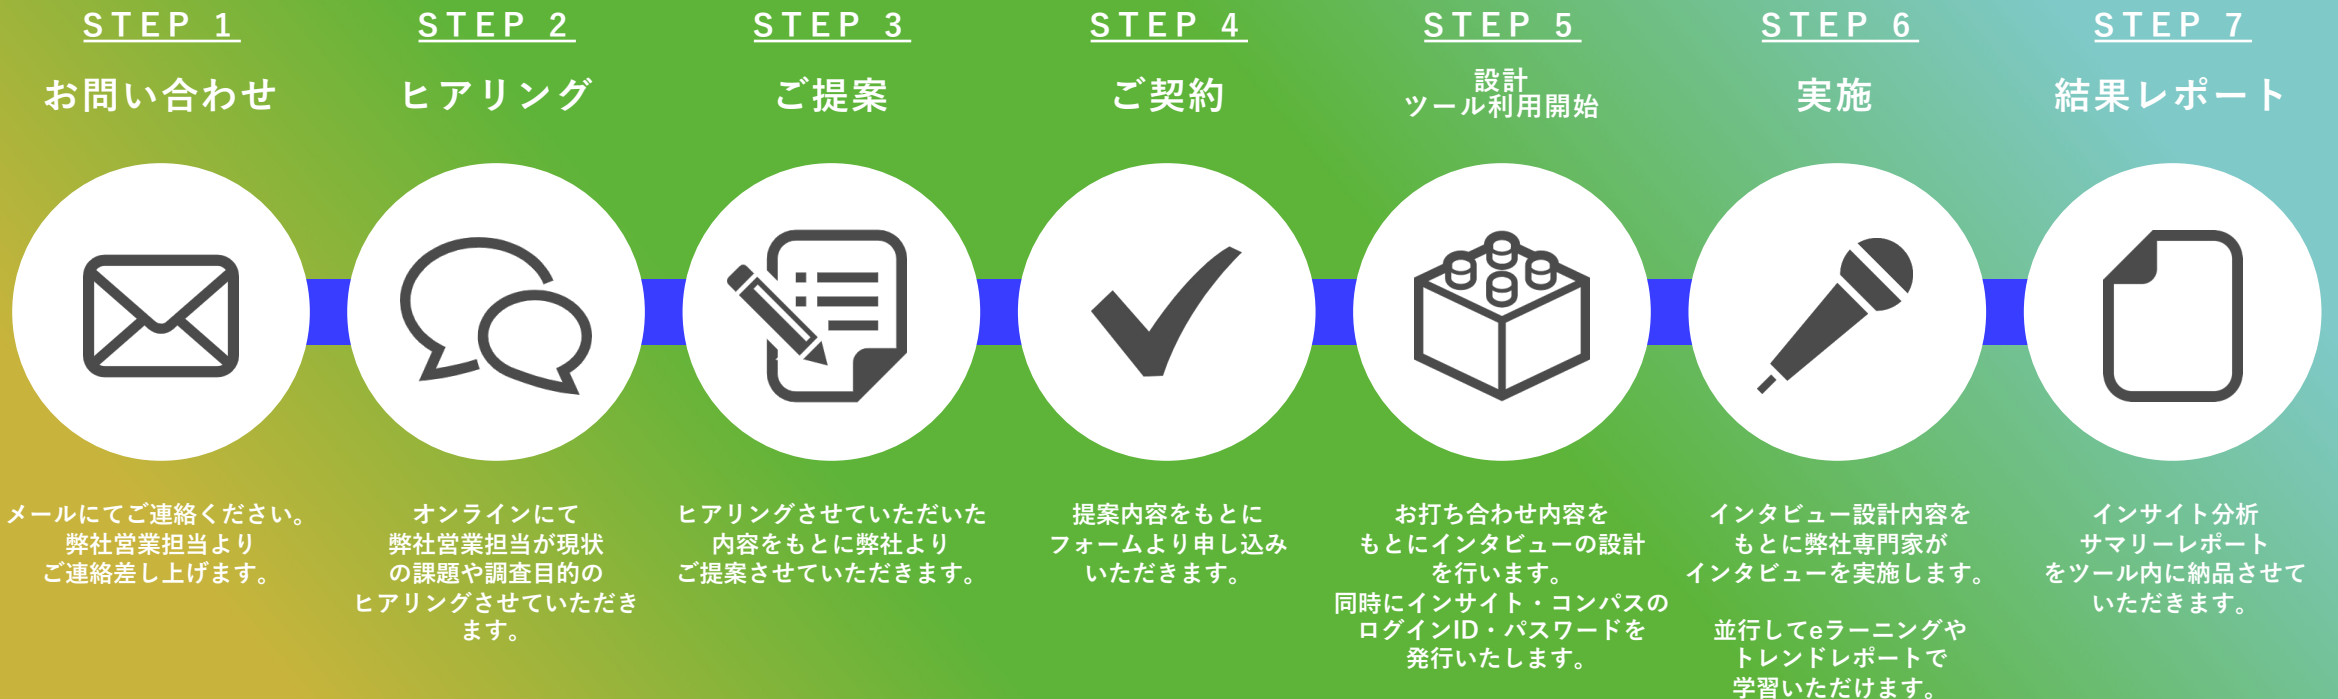 STEP 1
お問い合わせ
メールにてご連絡ください。
弊社営業担当より
ご連絡差し上げます。
STEP 2
ヒアリング
オンラインにて
弊社営業担当が現状
の課題や調査目的の
ヒアリングさせていただき
ます。
STEP 3
ご提案
ヒアリングさせていただいた
内容をもとに弊社より
ご提案させていただきます。
STEP 4
ご契約
提案内容をもとに
フォームより申し込み
いただきます。
STEP 5
設計
ツール利用開始
お打ち合わせ内容を
もとにインタビューの設計
を行います。
同時にインサイト・コンパスの
ログインID・パスワードを
発行いたします。
STEP 6
実施
インタビュー設計内容を
もとに弊社専門家が
インタビューを実施します。
並行してeラーニングや
トレンドレポートで
学習いただけます。
STEP 7
結果レポート
インサイト分析
サマリーレポート
をツール内に納品させて
いただきます。